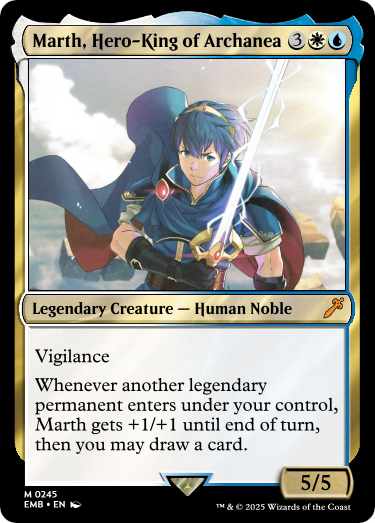 Marth, Hero-King of Archanea 3
Legendary Creature — Human Noble
Vigilance
Whenever another legendary
permanent enters under your control,
Marth gets +1/+1 until end of turn,
then you may draw a card.
5/5
M 0245
EMB • EN
™ & © 2025 Wizards of the Coast